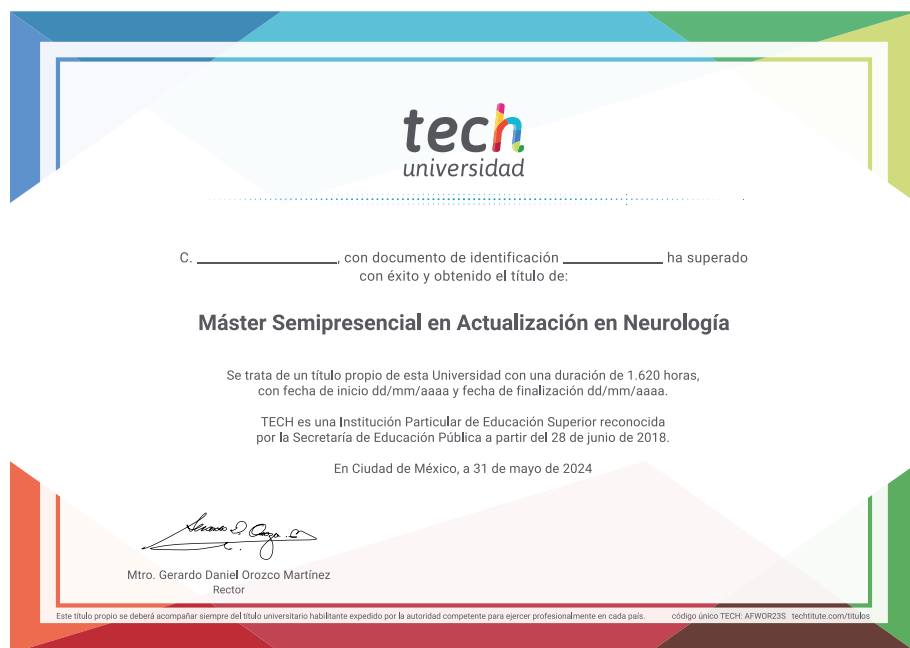 tech
universidad
C. ____________, con documento de identificación ____________ ha superado
con éxito y obtenido el título de:
Máster Semipresencial en Actualización en Neurología
Se trata de un título propio de esta Universidad con una duración de 1.620 horas,
con fecha de inicio dd/mm/aaaa y fecha de finalización dd/mm/aaaa.
TECH es una Institución Particular de Educación Superior reconocida
por la Secretaría de Educación Pública a partir del 28 de junio de 2018.
En Ciudad de México, a 31 de mayo de 2024
Mtro. Gerardo Daniel Orozco Martínez
Rector
Este título propio se deberá acompañar siempre del título universitario habilitante expedido por la autoridad competente para ejercer profesionalmente en cada país. código único TECH: AFWOR23S techtitute.com/titulos